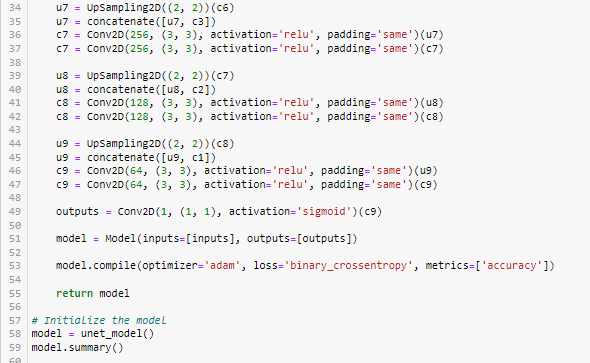 34 u7 = UpSampling2D((2, 2))(c6)
35 u7 = concatenate([u7, c3])
36 c7 = Conv2D(256, (3, 3), activation='relu', padding='same')(u7)
37 c7 = Conv2D(256, (3, 3), activation='relu', padding='same')(c7)
38
39 u8 = UpSampling2D((2, 2))(c7)
40 u8 = concatenate([u8, c2])
41 c8 = Conv2D(128, (3, 3), activation='relu', padding='same')(u8)
42 c8 = Conv2D(128, (3, 3), activation='relu', padding='same')(c8)
43
44 u9 = UpSampling2D((2, 2))(c8)
45 u9 = concatenate([u9, c1])
46 c9 = Conv2D(64, (3, 3), activation='relu', padding='same')(u9)
47 c9 = Conv2D(64, (3, 3), activation='relu', padding='same')(c9)
48
49 outputs = Conv2D(1, (1, 1), activation='sigmoid')(c9)
50
51 model = Model(inputs=[inputs], outputs=[outputs])
52
53 model.compile(optimizer='adam', loss='binary_crossentropy', metrics=['accuracy'])
54
55 return model
56
57 # Initialize the model
58 model = unet_model()
59 model.summary()
60